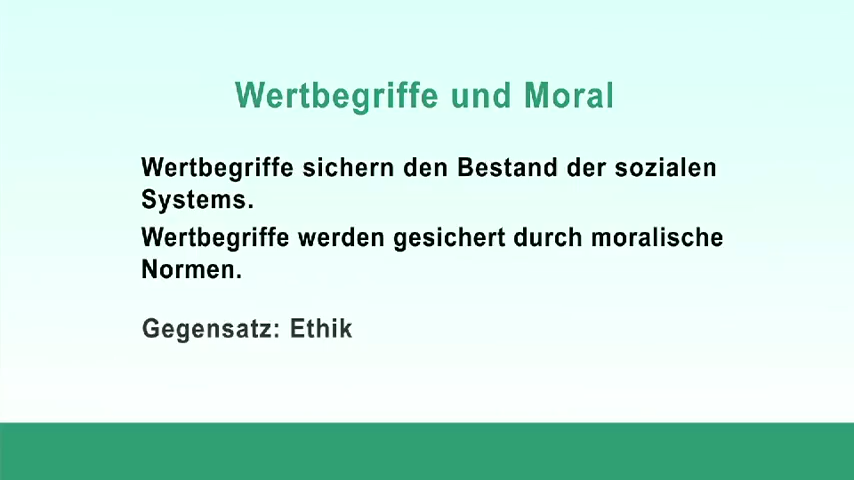 Wertbegriffe und Moral
Wertbegriffe sichern den Bestand der sozialen
Systems.
Wertbegriffe werden gesichert durch moralische
Normen.
Gegensatz: Ethik